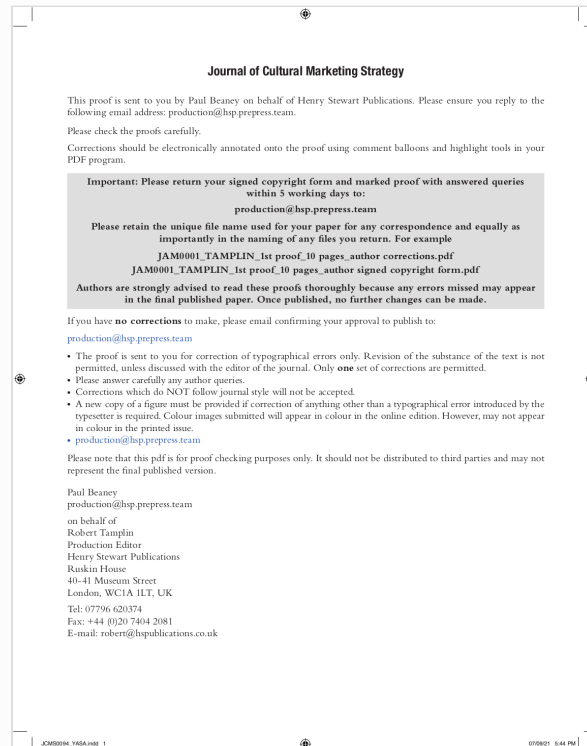 Journal of Cultural Marketing Strategy
This proof is sent to you by Paul Beaney on behalf of Henry Stewart Publications. Please ensure you reply to the
following email address: production@hsp.prepress.team.
Please check the proofs carefully.
Corrections should be electronically annotated onto the proof using comment balloons and highlight tools in your
PDF program.
Important: Please return your signed copyright form and marked proof with answered queries
within 5 working days to:
production@hsp.prepress.team
Please retain the unique file name used for your paper for any correspondence and equally as
importantly in the naming of any files you return. For example
JAM0001_TAMPLIN_1st proof_10 pages_author corrections.pdf
JAM0001_TAMPLIN_1st proof_10 pages_author signed copyright form.pdf
Authors are strongly advised to read these proofs thoroughly because any errors missed may appear
in the final published paper. Once published, no further changes can be made.
If you have no corrections to make, please email confirming your approval to publish to:
production@hsp.prepress.team
• The proof is sent to you for correction of typographical errors only. Revision of the substance of the text is not
permitted, unless discussed with the editor of the journal. Only one set of corrections are permitted.
• Please answer carefully any author queries.
• Corrections which do NOT follow journal style will not be accepted.
• A new copy of a figure must be provided if correction of anything other than a typographical error introduced by the
typesetter is required. Colour images submitted will appear in colour in the online edition. However, may not appear
in colour in the printed issue.
• production@hsp.prepress.team
Please note that this pdf is for proof checking purposes only. It should not be distributed to third parties and may not
represent the final published version.
Paul Beaney
production@hsp.prepress.team
on behalf of
Robert Tamplin
Production Editor
Henry Stewart Publications
Ruskin House
40-41 Museum Street
London, WC1A 1LT, UK
Tel: 07796 620374
Fax: +44 (0)20 7404 2081
E-mail: robert@hspublications.co.uk
JCMS0094_YASA.indd 1
07/09/21 5:44 PM